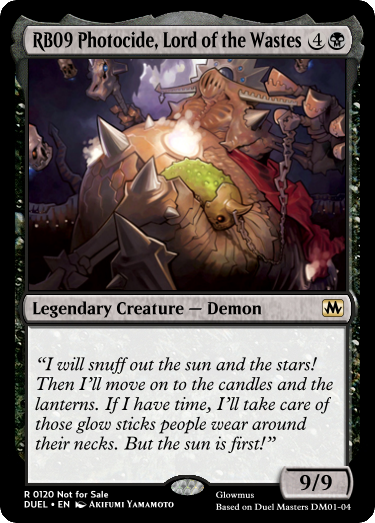 RB09 Photocide, Lord of the Wastes 4
Legendary Creature — Demon
M
“I will snuff out the sun and the stars!
Then I’ll move on to the candles and the
lanterns. If I have time, I’ll take care of
those glow sticks people wear around
their necks. But the sun is first!”
9/9
R 0120 Not for Sale
DUEL • EN AKIFUMI YAMAMOTO
Glowmus
Based on Duel Masters DM01-04